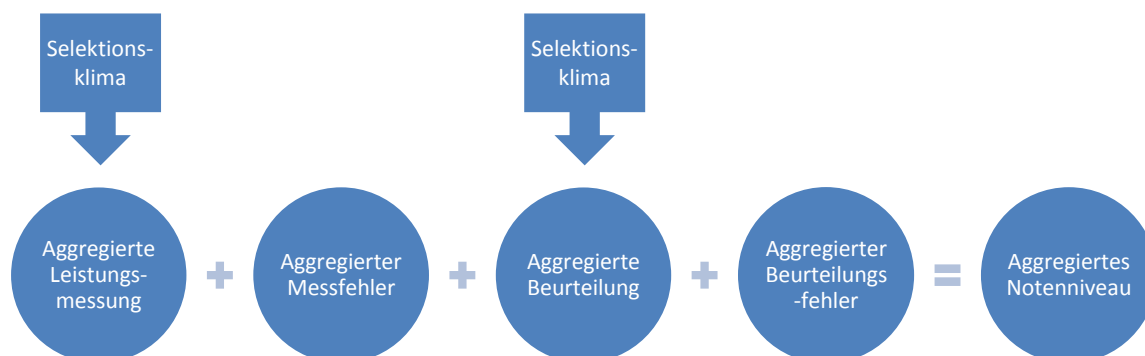 Selektions-
klima
Selektions-
klima
Aggregierte
Leistungs-
messung
+
Aggregierter
Messfehler
+
Aggregierte
Beurteilung
+
Aggregierter
Beurteilungs
-fehler
=
Aggregiertes
Notenniveau